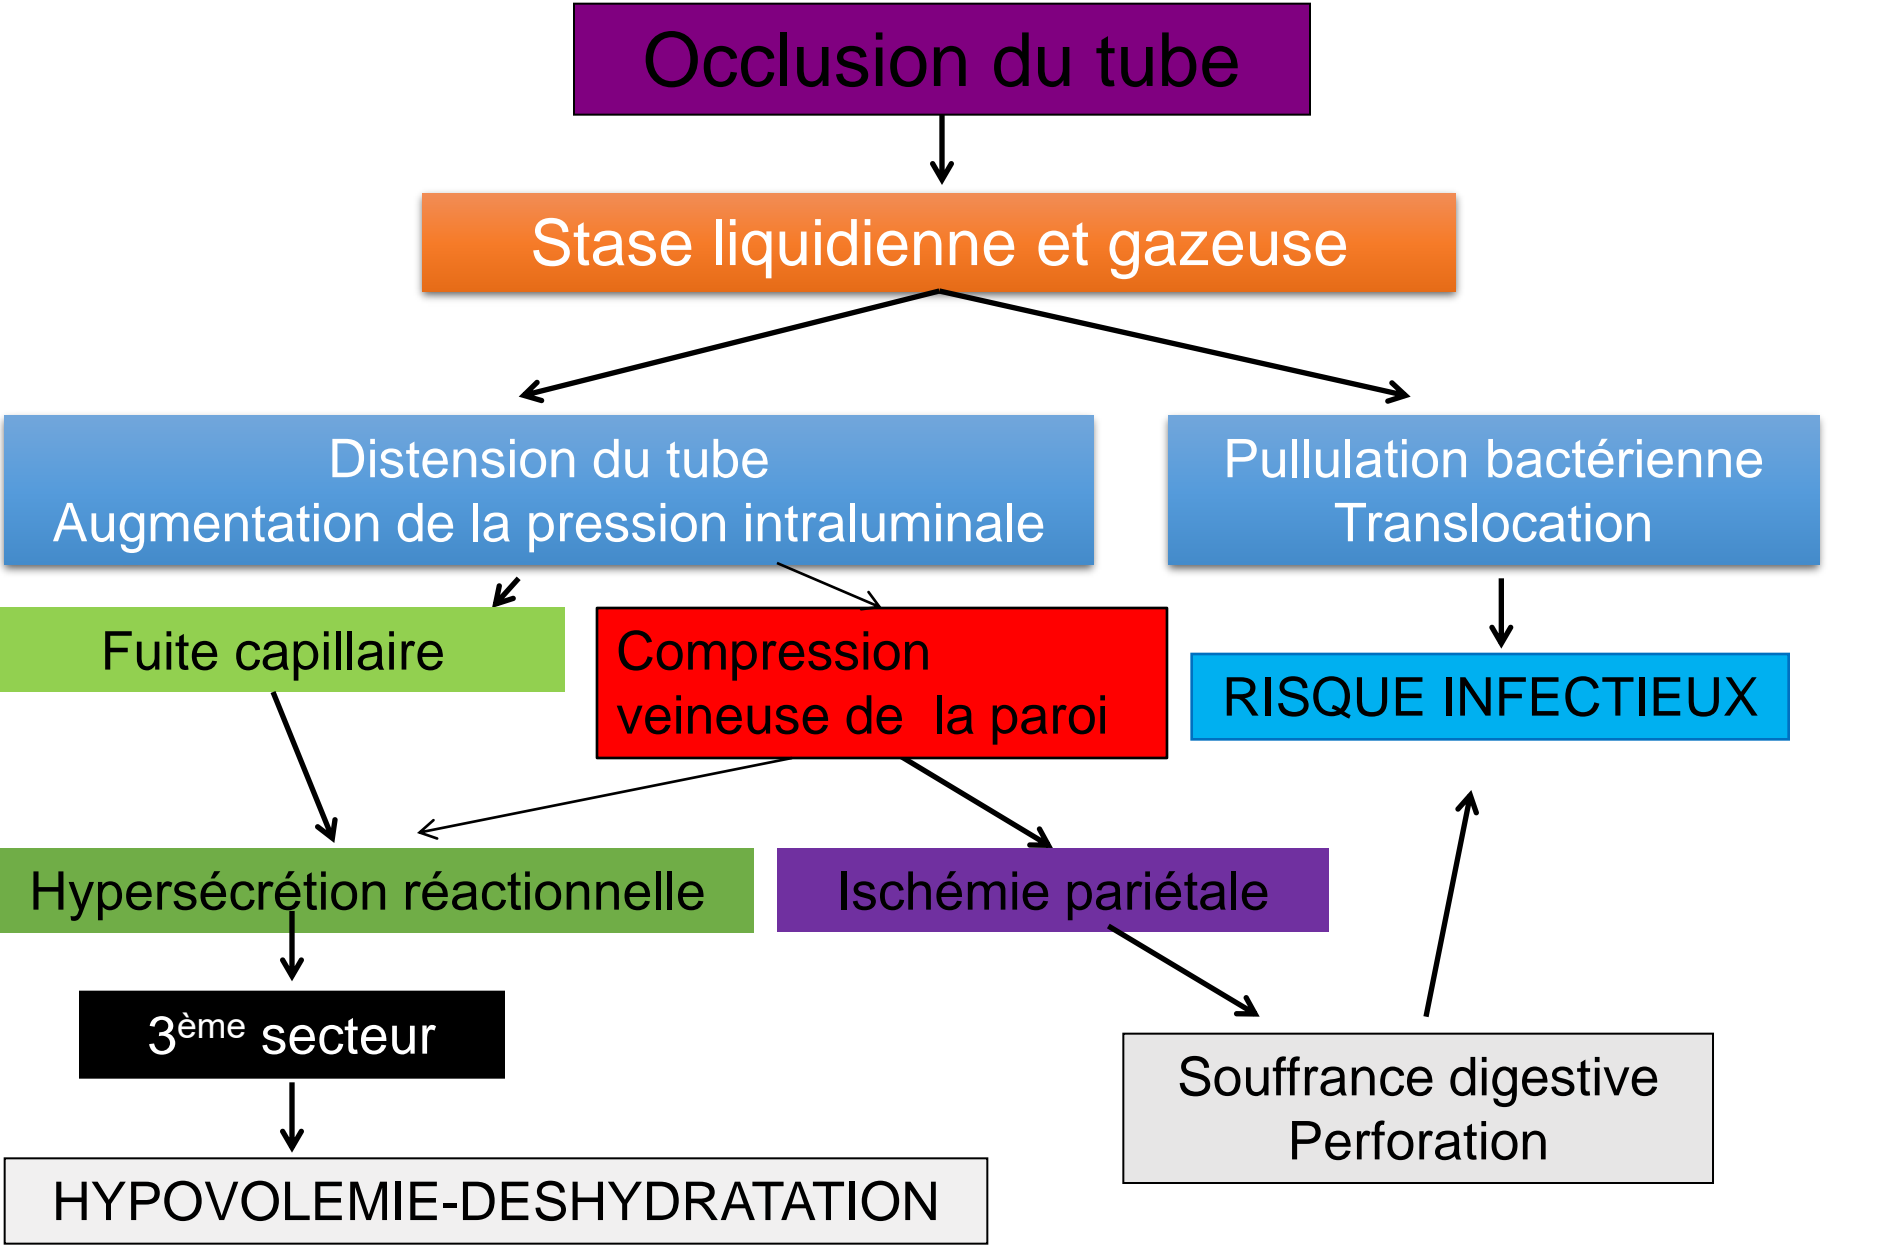 Occlusion du tube
Stase liquidienne et gazeuse
Distension du tube
Augmentation de la pression intraluminale
Pullulation bactérienne
Translocation
Fuite capillaire
Compression
veineuse de la paroi
RISQUE INFECTIEUX
Hypersécrétion réactionnelle
Ischémie pariétale
3ème secteur
Souffrance digestive
Perforation
HYPOVOLEMIE-DESHYDRATATION